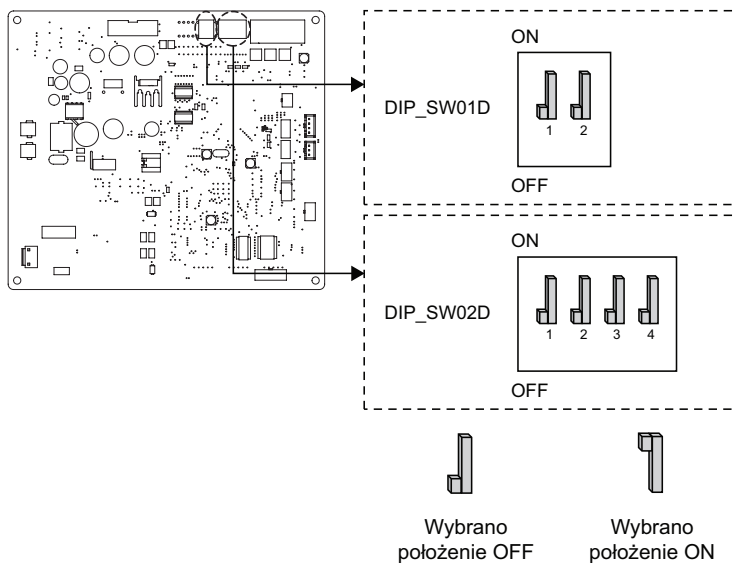 ON
DIP_SW01D
1 2
OFF
ON
DIP_SW02D
1 2 3 4
OFF
Wybrano
położenie OFF
Wybrano
położenie ON